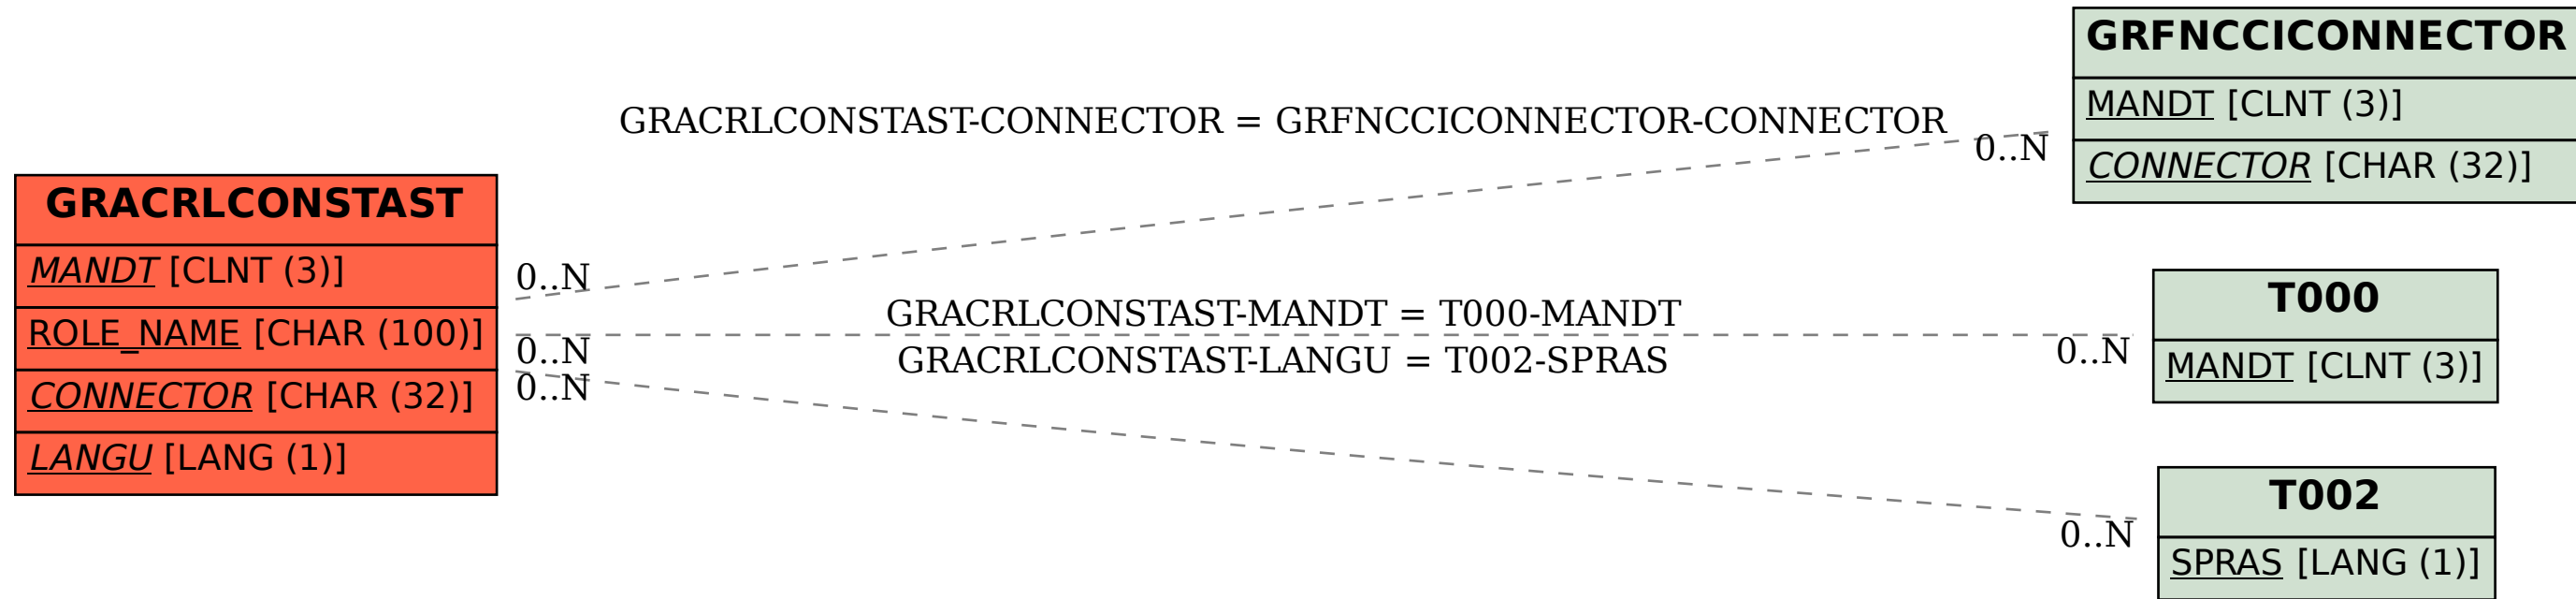 GRACRLCONSTAST
MANDT [CLNT (3)]
ROLE_NAME [CHAR (100)]
CONNECTOR [CHAR (32)]
LANGU [LANG (1)]
GRACRLCONSTAST-CONNECTOR = GRFNCCICONNECTOR-CONNECTOR
0..N
0..N
GRACRLCONSTAST-MANDT = T000-MANDT
0..N
0..N
GRACRLCONSTAST-LANGU = T002-SPRAS
0..N
0..N
GRFNCCICONNECTOR
MANDT [CLNT (3)]
CONNECTOR [CHAR (32)]
T000
MANDT [CLNT (3)]
T002
SPRAS [LANG (1)]